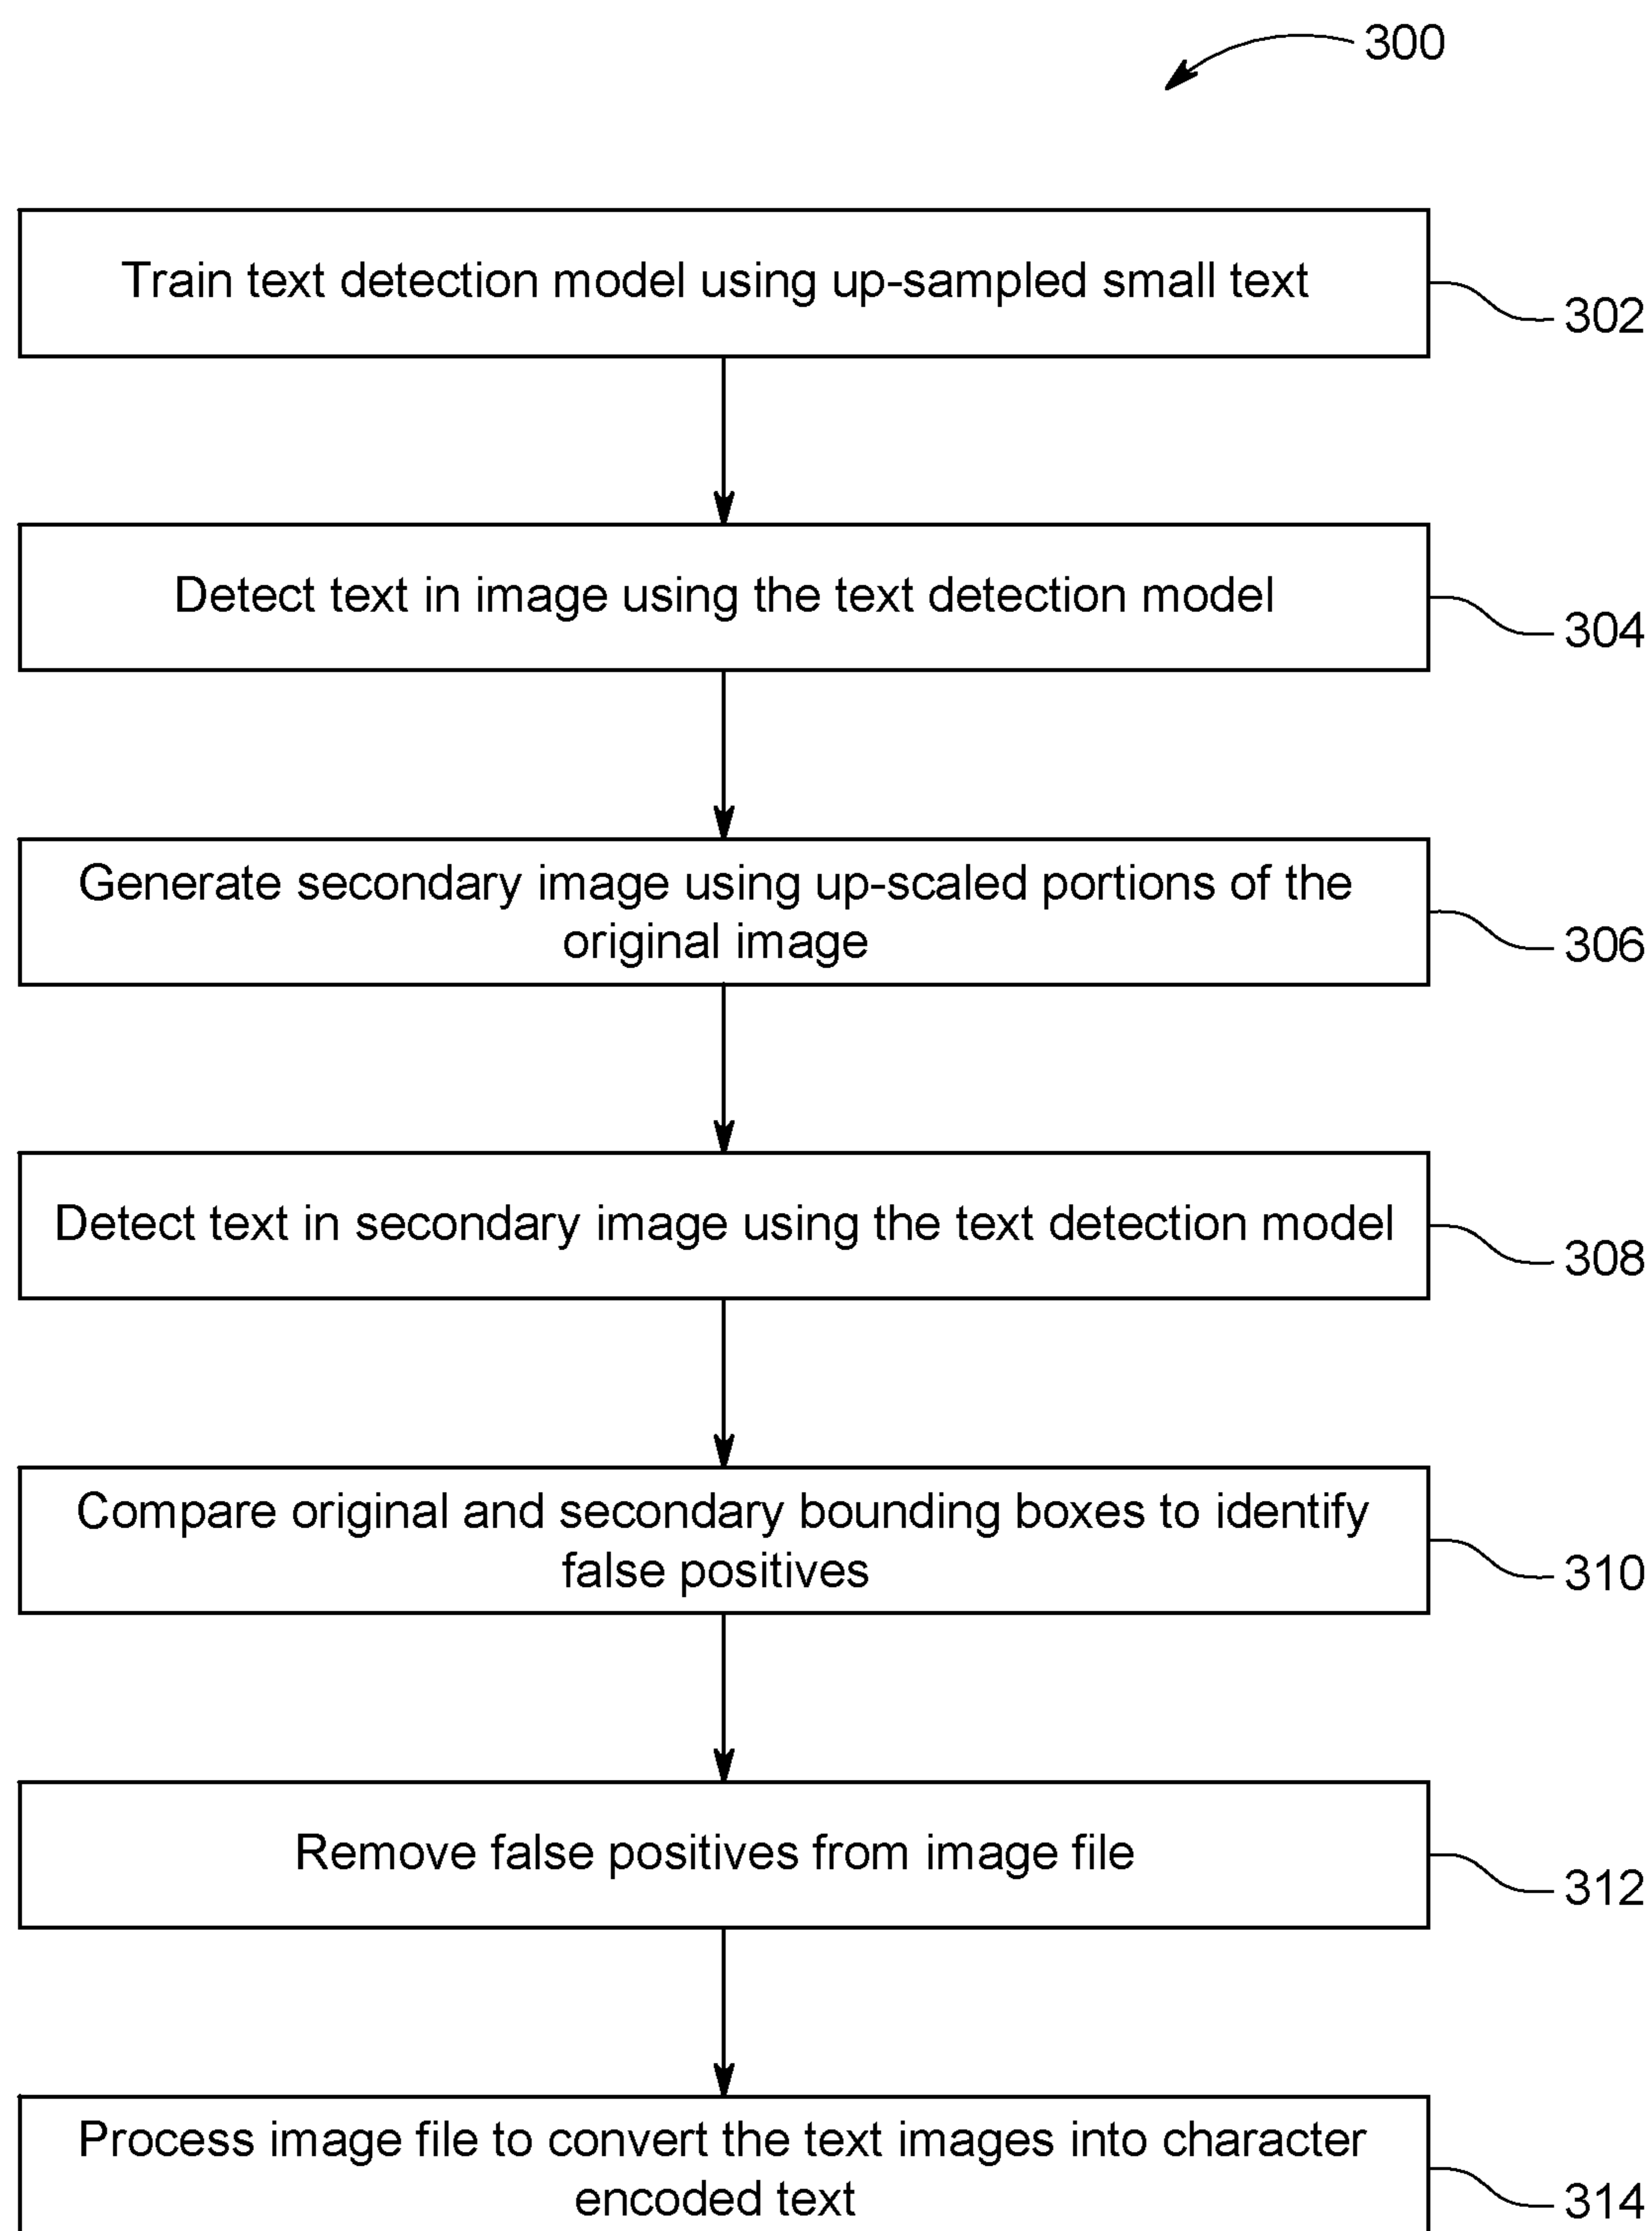 300
Train text detection model using up-sampled small text
302
Detect text in image using the text detection model
304
Generate secondary image using up-scaled portions of the
original image
306
Detect text in secondary image using the text detection model
308
Compare original and secondary bounding boxes to identify
false positives
310
Remove false positives from image file
312
Process image file to convert the text images into character
encoded text
314